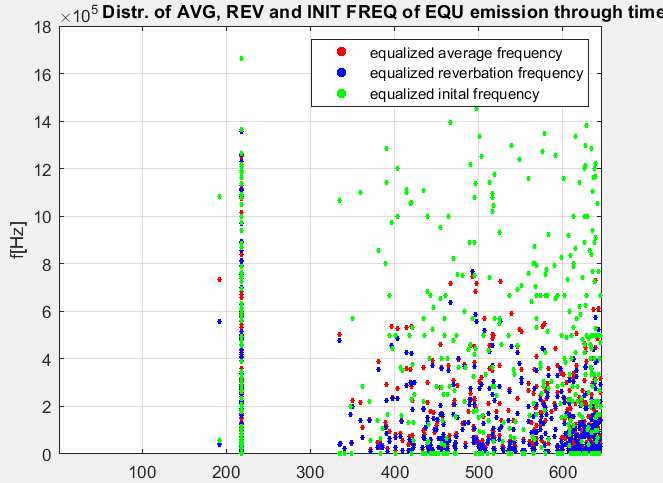 ×10⁵ Distr. of AVG, REV and INIT FREQ of EQU emission through time
18
equalized average frequency
equalized reverbation frequency
equalized inital frequency
16
14
12
10
f[Hz]
8
6
4
2
0
100 200 300 400 500 600